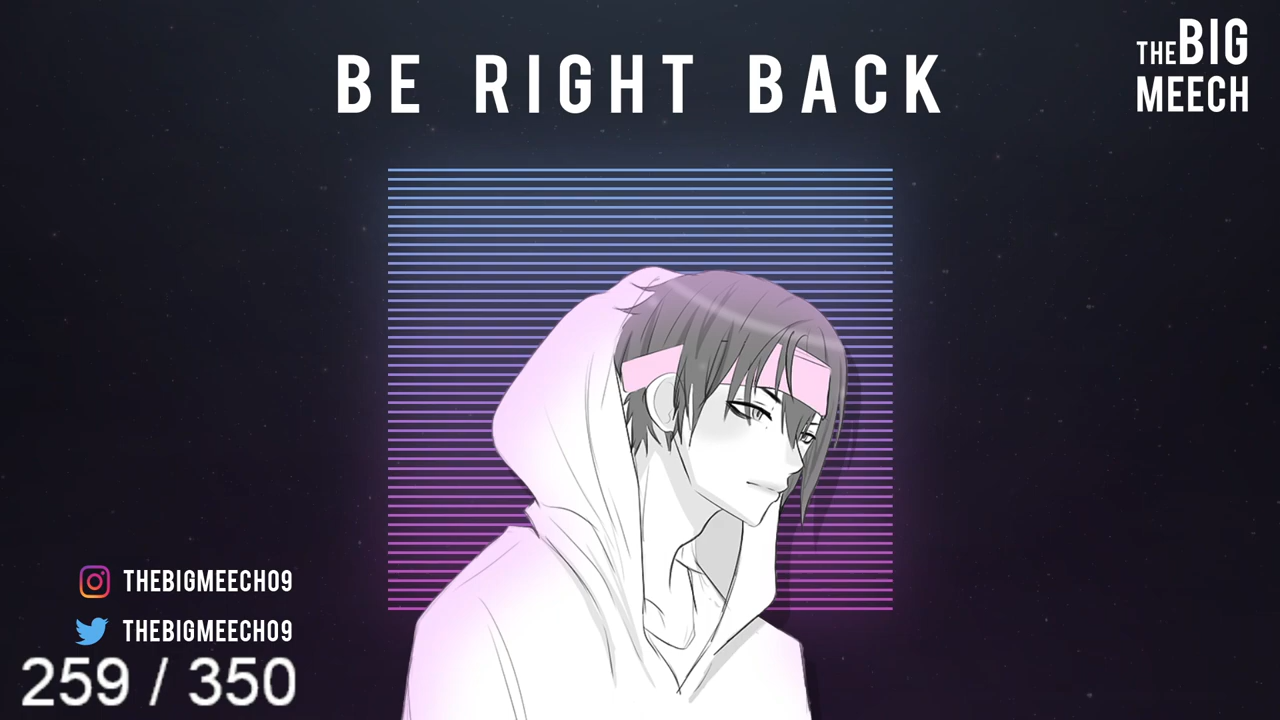 BE RIGHT BACK
THE BIG
MEECH
THEBIGMEECH09
THEBIGMEECH09
259 / 350